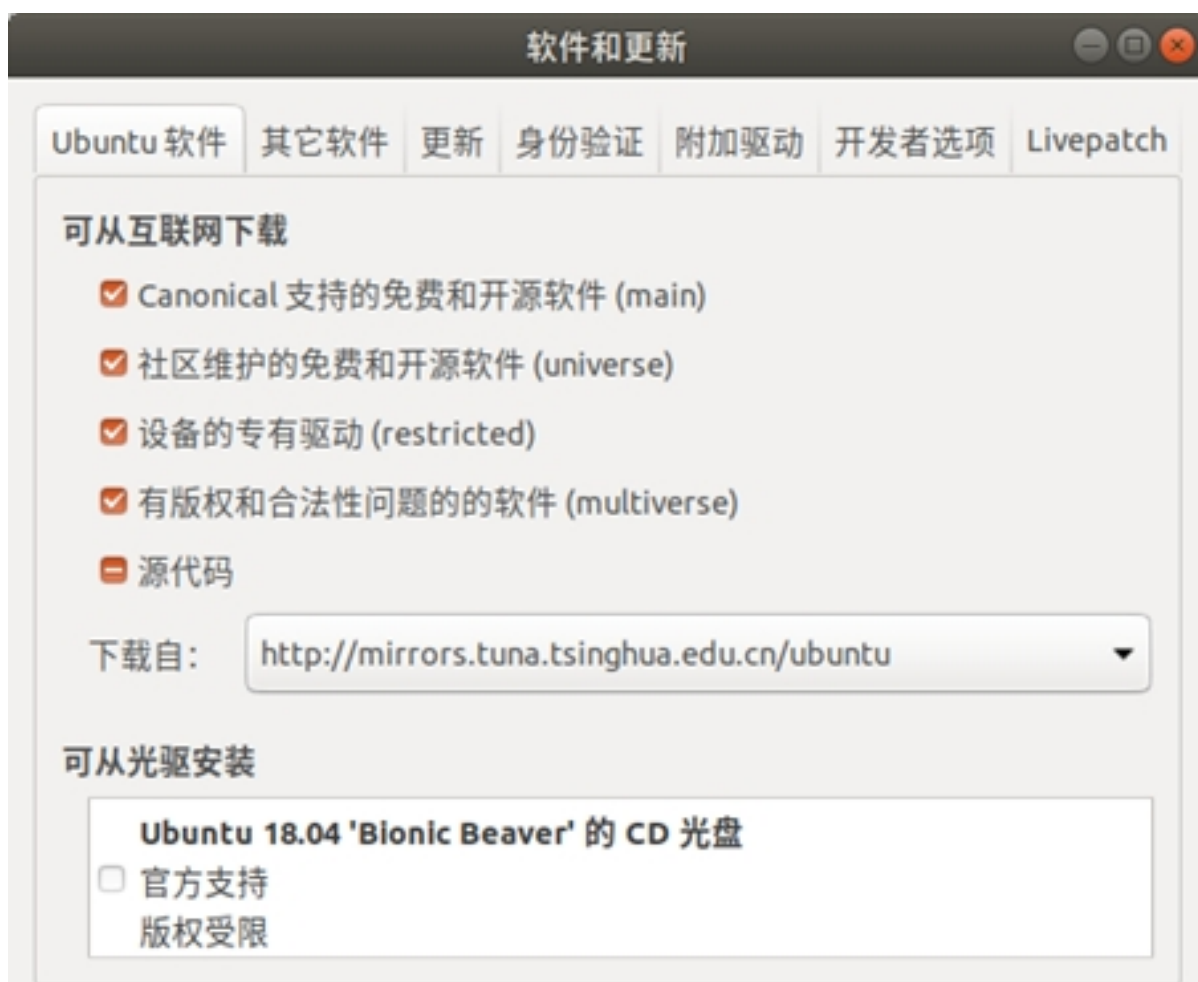 软件和更新
Ubuntu 软件 其它软件 更新 身份验证 附加驱动 开发者选项 Livepatch
可从互联网下载
Canonical 支持的免费和开源软件 (main)
社区维护的免费和开源软件 (universe)
设备的专有驱动 (restricted)
有版权和合法性问题的的软件 (multiverse)
源代码
下载自： http://mirrors.tuna.tsinghua.edu.cn/ubuntu
可从光驱安装
Ubuntu 18.04 'Bionic Beaver' 的 CD 光盘
官方支持
版权受限